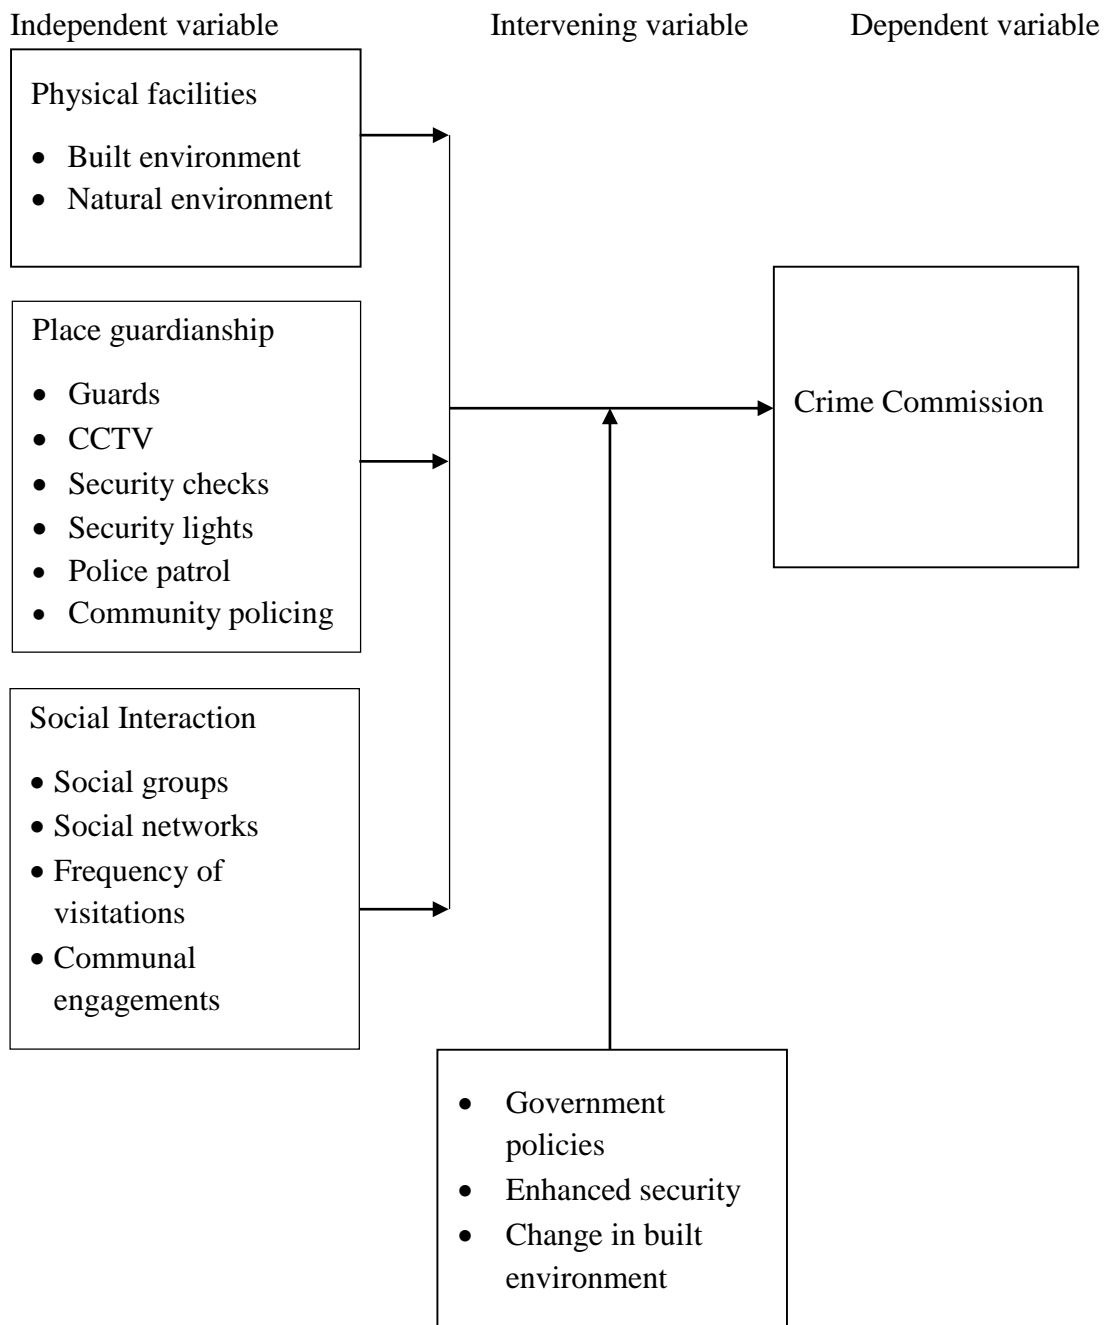 Independent variable
Intervening variable
Dependent variable
Physical facilities
• Built environment
• Natural environment
Place guardianship
• Guards
• CCTV
• Security checks
• Security lights
• Police patrol
• Community policing
Social Interaction
• Social groups
• Social networks
• Frequency of
visitations
• Communal
engagements
Crime Commission
• Government
policies
• Enhanced security
• Change in built
environment